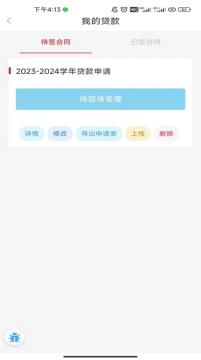 下午4:13
我的贷款
待签合同 已签合同
2023-2024学年贷款申请
待现场受理
详情 修改 导出申请表 上传 删除